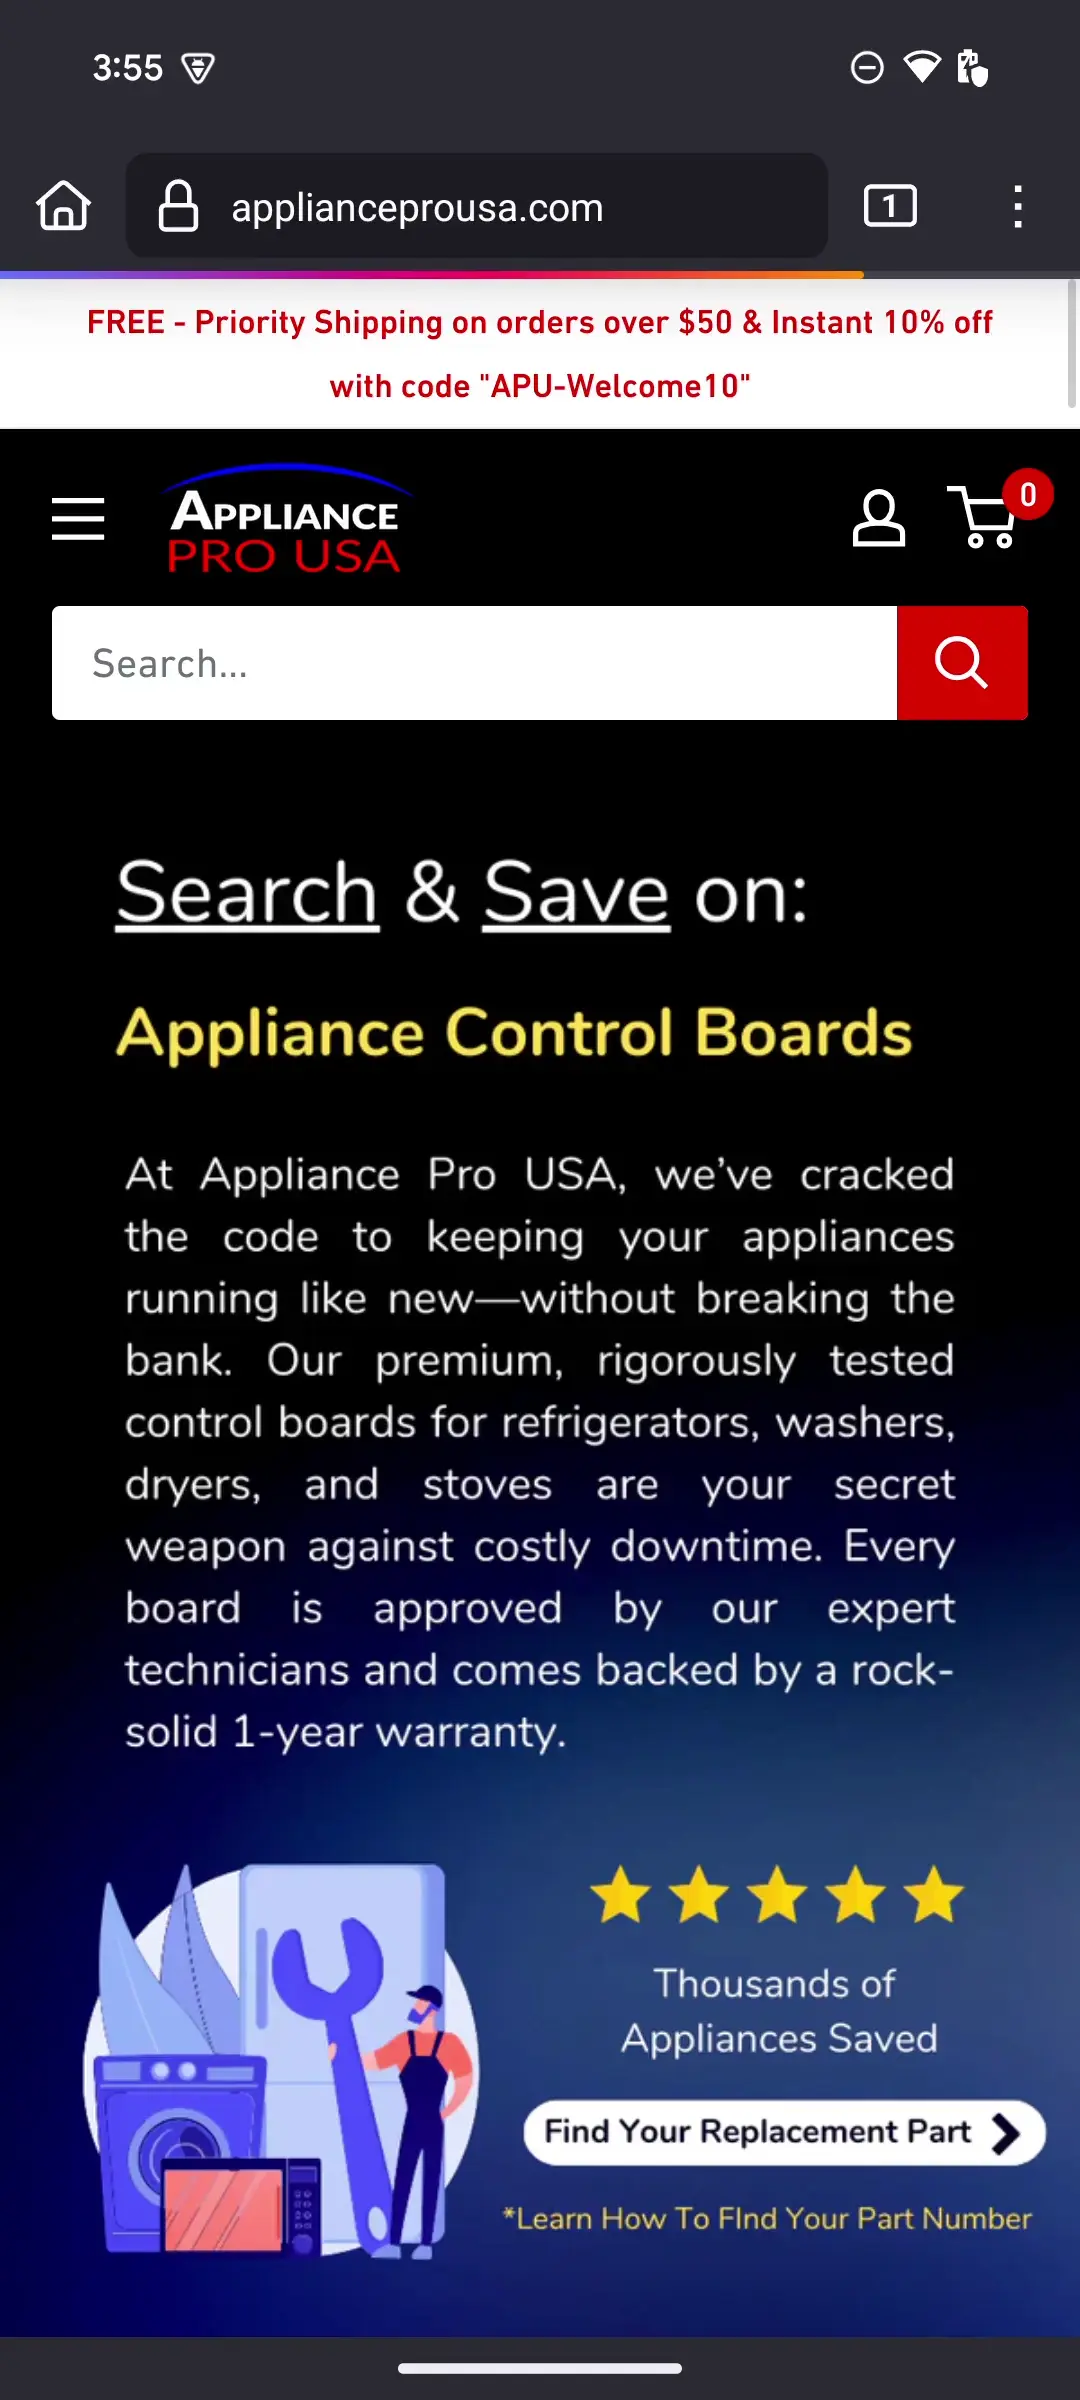 3:55
applianceprousa.com
1
FREE - Priority Shipping on orders over $50 & Instant 10% off
with code "APU-Welcome10"
APPLIANCE
PRO USA
0
Search...
Search & Save on:
Appliance Control Boards
At Appliance Pro USA, we’ve cracked
the code to keeping your appliances
running like new—without breaking the
bank. Our premium, rigorously tested
control boards for refrigerators, washers,
dryers, and stoves are your secret
weapon against costly downtime. Every
board is approved by our expert
technicians and comes backed by a rock-
solid 1-year warranty.
Thousands of
Appliances Saved
Find Your Replacement Part
*Learn How To FInd Your Part Number